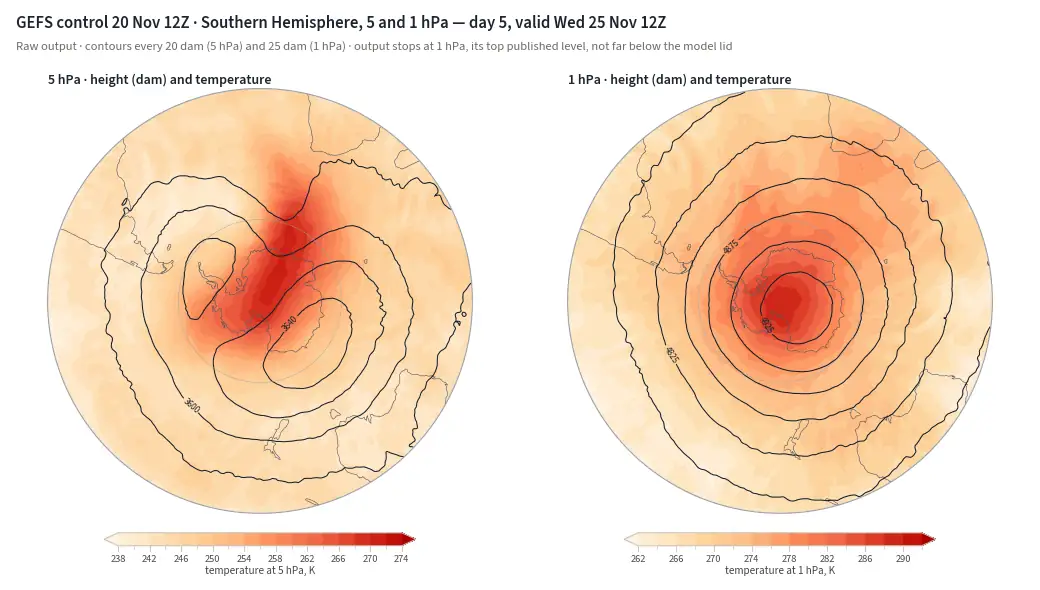 GEFS control 20 Nov 12Z · Southern Hemisphere, 5 and 1 hPa — day 5, valid Wed 25 Nov 12Z
Raw output · contours every 20 dam (5 hPa) and 25 dam (1 hPa) · output stops at 1 hPa, its top published level, not far below the model lid
5 hPa · height (dam) and temperature
1 hPa · height (dam) and temperature
3640
3600
4875
4825
238 242 246 250 254 258 262 266 270 274
temperature at 5 hPa, K
262 266 270 274 278 282 286 290
temperature at 1 hPa, K